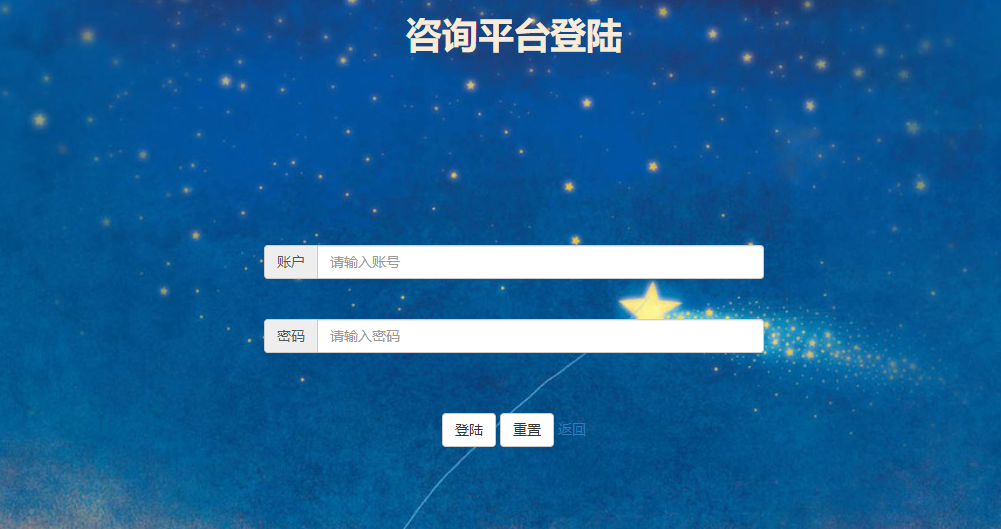 咨询平台登陆
账户 请输入账号
密码 请输入密码
登陆 重置 返回